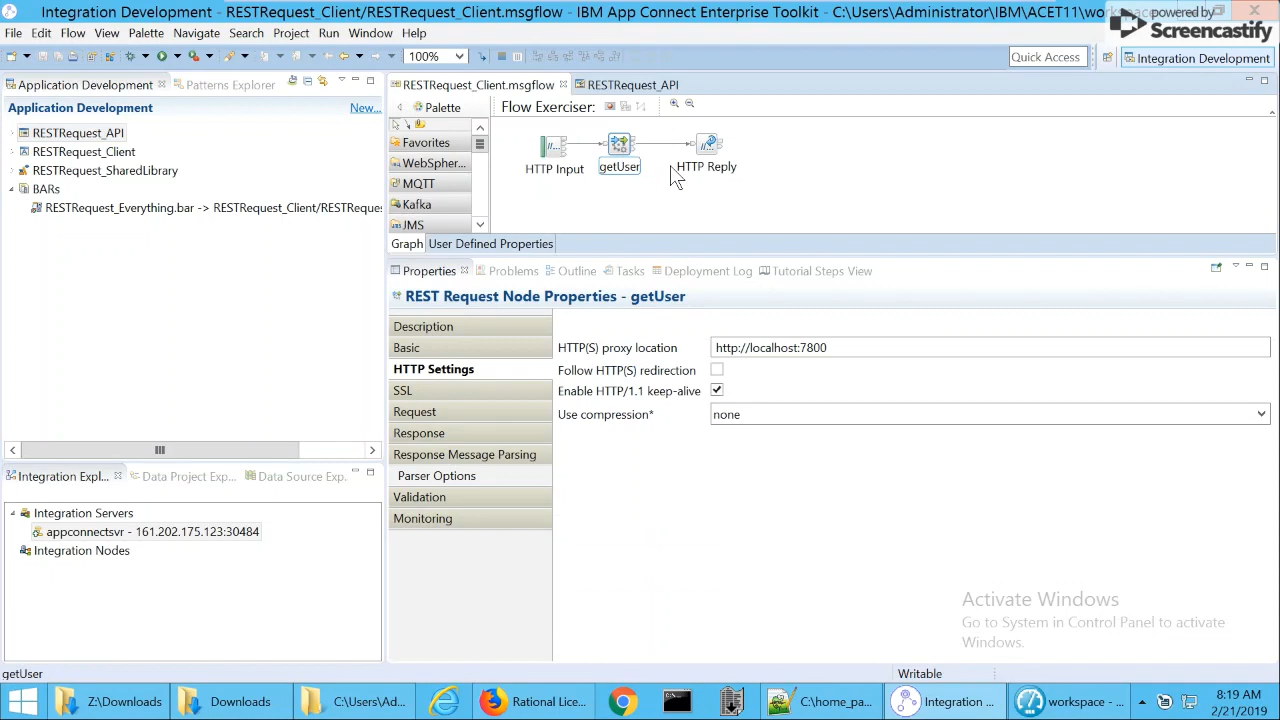 Integration Development - RESTRequest_Client/RESTRequest_Client.msgflow - IBM App Connect Enterprise Toolkit - C:\Users\Administrator\IBM\ACET11\workspace
powered by
Screencastify
File Edit Flow View Palette Navigate Search Project Run Window Help
100%
Quick Access
Integration Development
Application Development
Patterns Explorer
Application Development
New...
RESTRequest_API
RESTRequest_Client
RESTRequest_SharedLibrary
BARs
RESTRequest_Everything.bar -> RESTRequest_Client/RESTReque
RESTRequest_Client.msgflow
RESTRequest_API
Palette
Flow Exerciser:
Favorites
WebSpher...
MQTT
Kafka
JMS
HTTP Input
getUser
HTTP Reply
Graph
User Defined Properties
Properties
Problems
Outline
Tasks
Deployment Log
Tutorial Steps View
REST Request Node Properties - getUser
Description
Basic
HTTP Settings
SSL
Request
Response
Response Message Parsing
Parser Options
Validation
Monitoring
HTTP(S) proxy location
http://localhost:7800
Follow HTTP(S) redirection
Enable HTTP/1.1 keep-alive
Use compression*
none
Integration Expl...
Data Project Exp...
Data Source Exp.
Integration Servers
appconnectsvr - 161.202.175.123:30484
Integration Nodes
Activate Windows
Go to System in Control Panel to activate
Windows.
getUser
Writable
Z:\Downloads
Downloads
C:\Users\Ad...
Rational Lice...
C:\home_pa...
Integration ...
workspace - ...
8:19 AM
2/21/2019